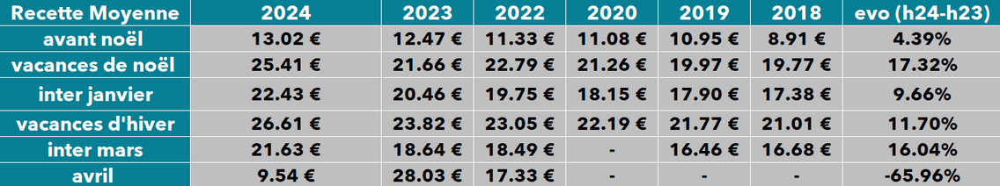 Recette Moyenne 2024 2023 2022 2020 2019 2018 evo (h24-h23)
avant noël 13.02 € 12.47 € 11.33 € 11.08 € 10.95 € 8.91 € 4.39%
vacances de noël 25.41 € 21.66 € 22.79 € 21.26 € 19.97 € 19.77 € 17.32%
inter janvier 22.43 € 20.46 € 19.75 € 18.15 € 17.90 € 17.38 € 9.66%
vacances d'hiver 26.61 € 23.82 € 23.05 € 22.19 € 21.77 € 21.01 € 11.70%
inter mars 21.63 € 18.64 € 18.49 € - 16.46 € 16.68 € 16.04%
avril 9.54 € 28.03 € 17.33 € - - - -65.96%